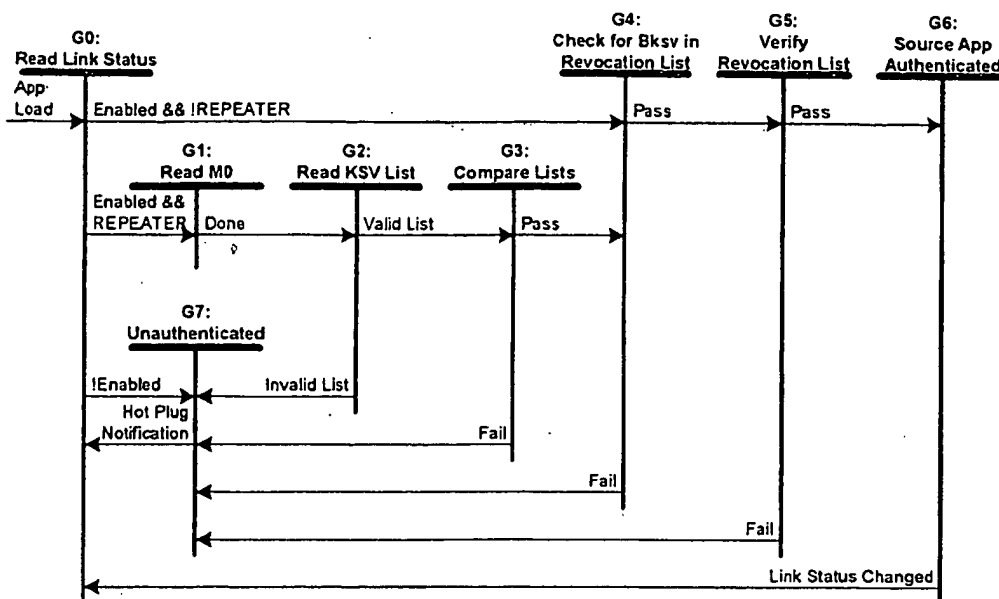 G0:
Read Link Status
G4:
Check for Bksv in
Revocation List
G5:
Verify
Revocation List
G6:
Source App
Authenticated
App
Load
Enabled && !REPEATER
Pass
Pass
G1:
Read M0
G2:
Read KSV List
G3:
Compare Lists
Enabled &&
REPEATER
Done
Valid List
Pass
G7:
Unauthenticated
!Enabled
Invalid List
Hot Plug
Notification
Fail
Fail
Fail
Link Status Changed